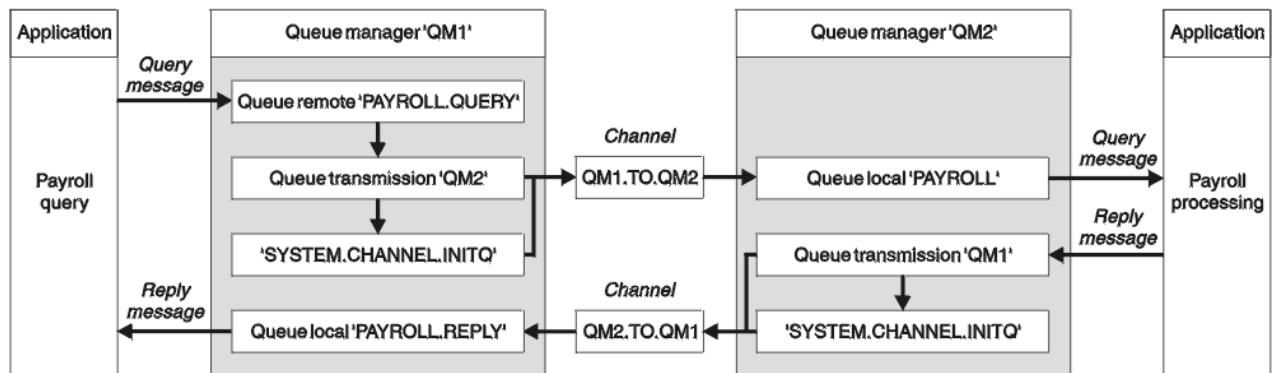 Application
Queue manager 'QM1'
Queue manager 'QM2'
Application
Query
message
Queue remote 'PAYROLL.QUERY'
Channel
Query
message
Payroll
query
Queue transmission 'QM2'
QM1.TO.QM2
Queue local 'PAYROLL'
Payroll
processing
Reply
message
'SYSTEM.CHANNEL.INITQ'
Queue transmission 'QM1'
Reply
message
Channel
Queue local 'PAYROLL.REPLY'
QM2.TO.QM1
'SYSTEM.CHANNEL.INITQ'